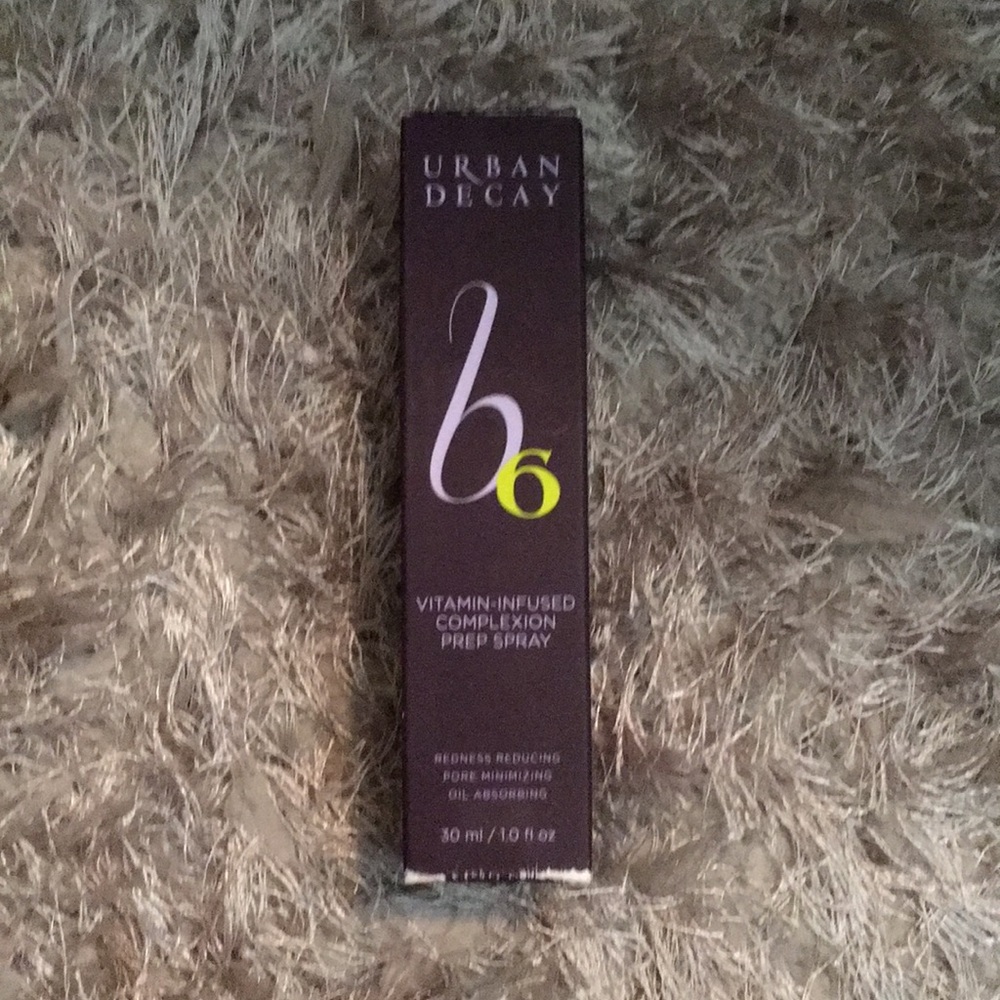 URBAN
DECAY
b6
VITAMIN-INFUSED
COMPLEXION
PREP SPRAY
REDNESS REDUCING
PORE MINIMIZING
OIL ABSORBING
30 ml / 1.0 fl oz